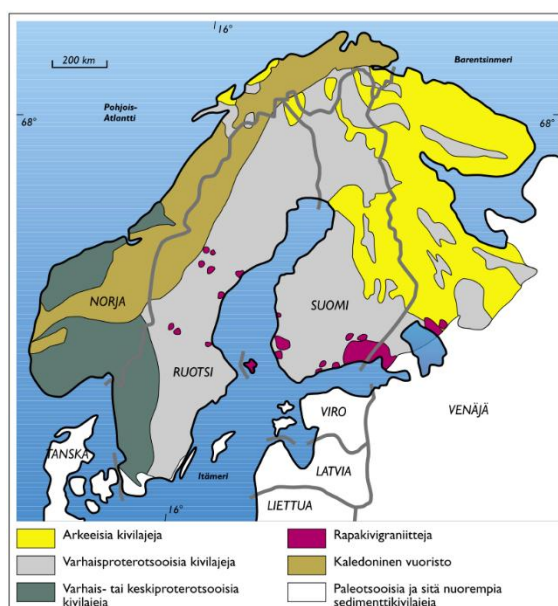 16°
200 km
Barentsinmeri
Pohjois-
Atlantti
68°
68°
NORJA
SUOMI
RUOTSI
VIRO
VENÄJÄ
TANSKA
LATVIA
Itämeri
LIETTUA
16°
Arkeeisia kivilajeja
Rapakivigraniitteja
Varhaisproterotsooisia kivilajeja
Kaledoninen vuoristo
Varhais- tai keskiproterotsooisia
kivilajeja
Paleotsooisia ja sitä nuorempia
sedimenttikivilajeja